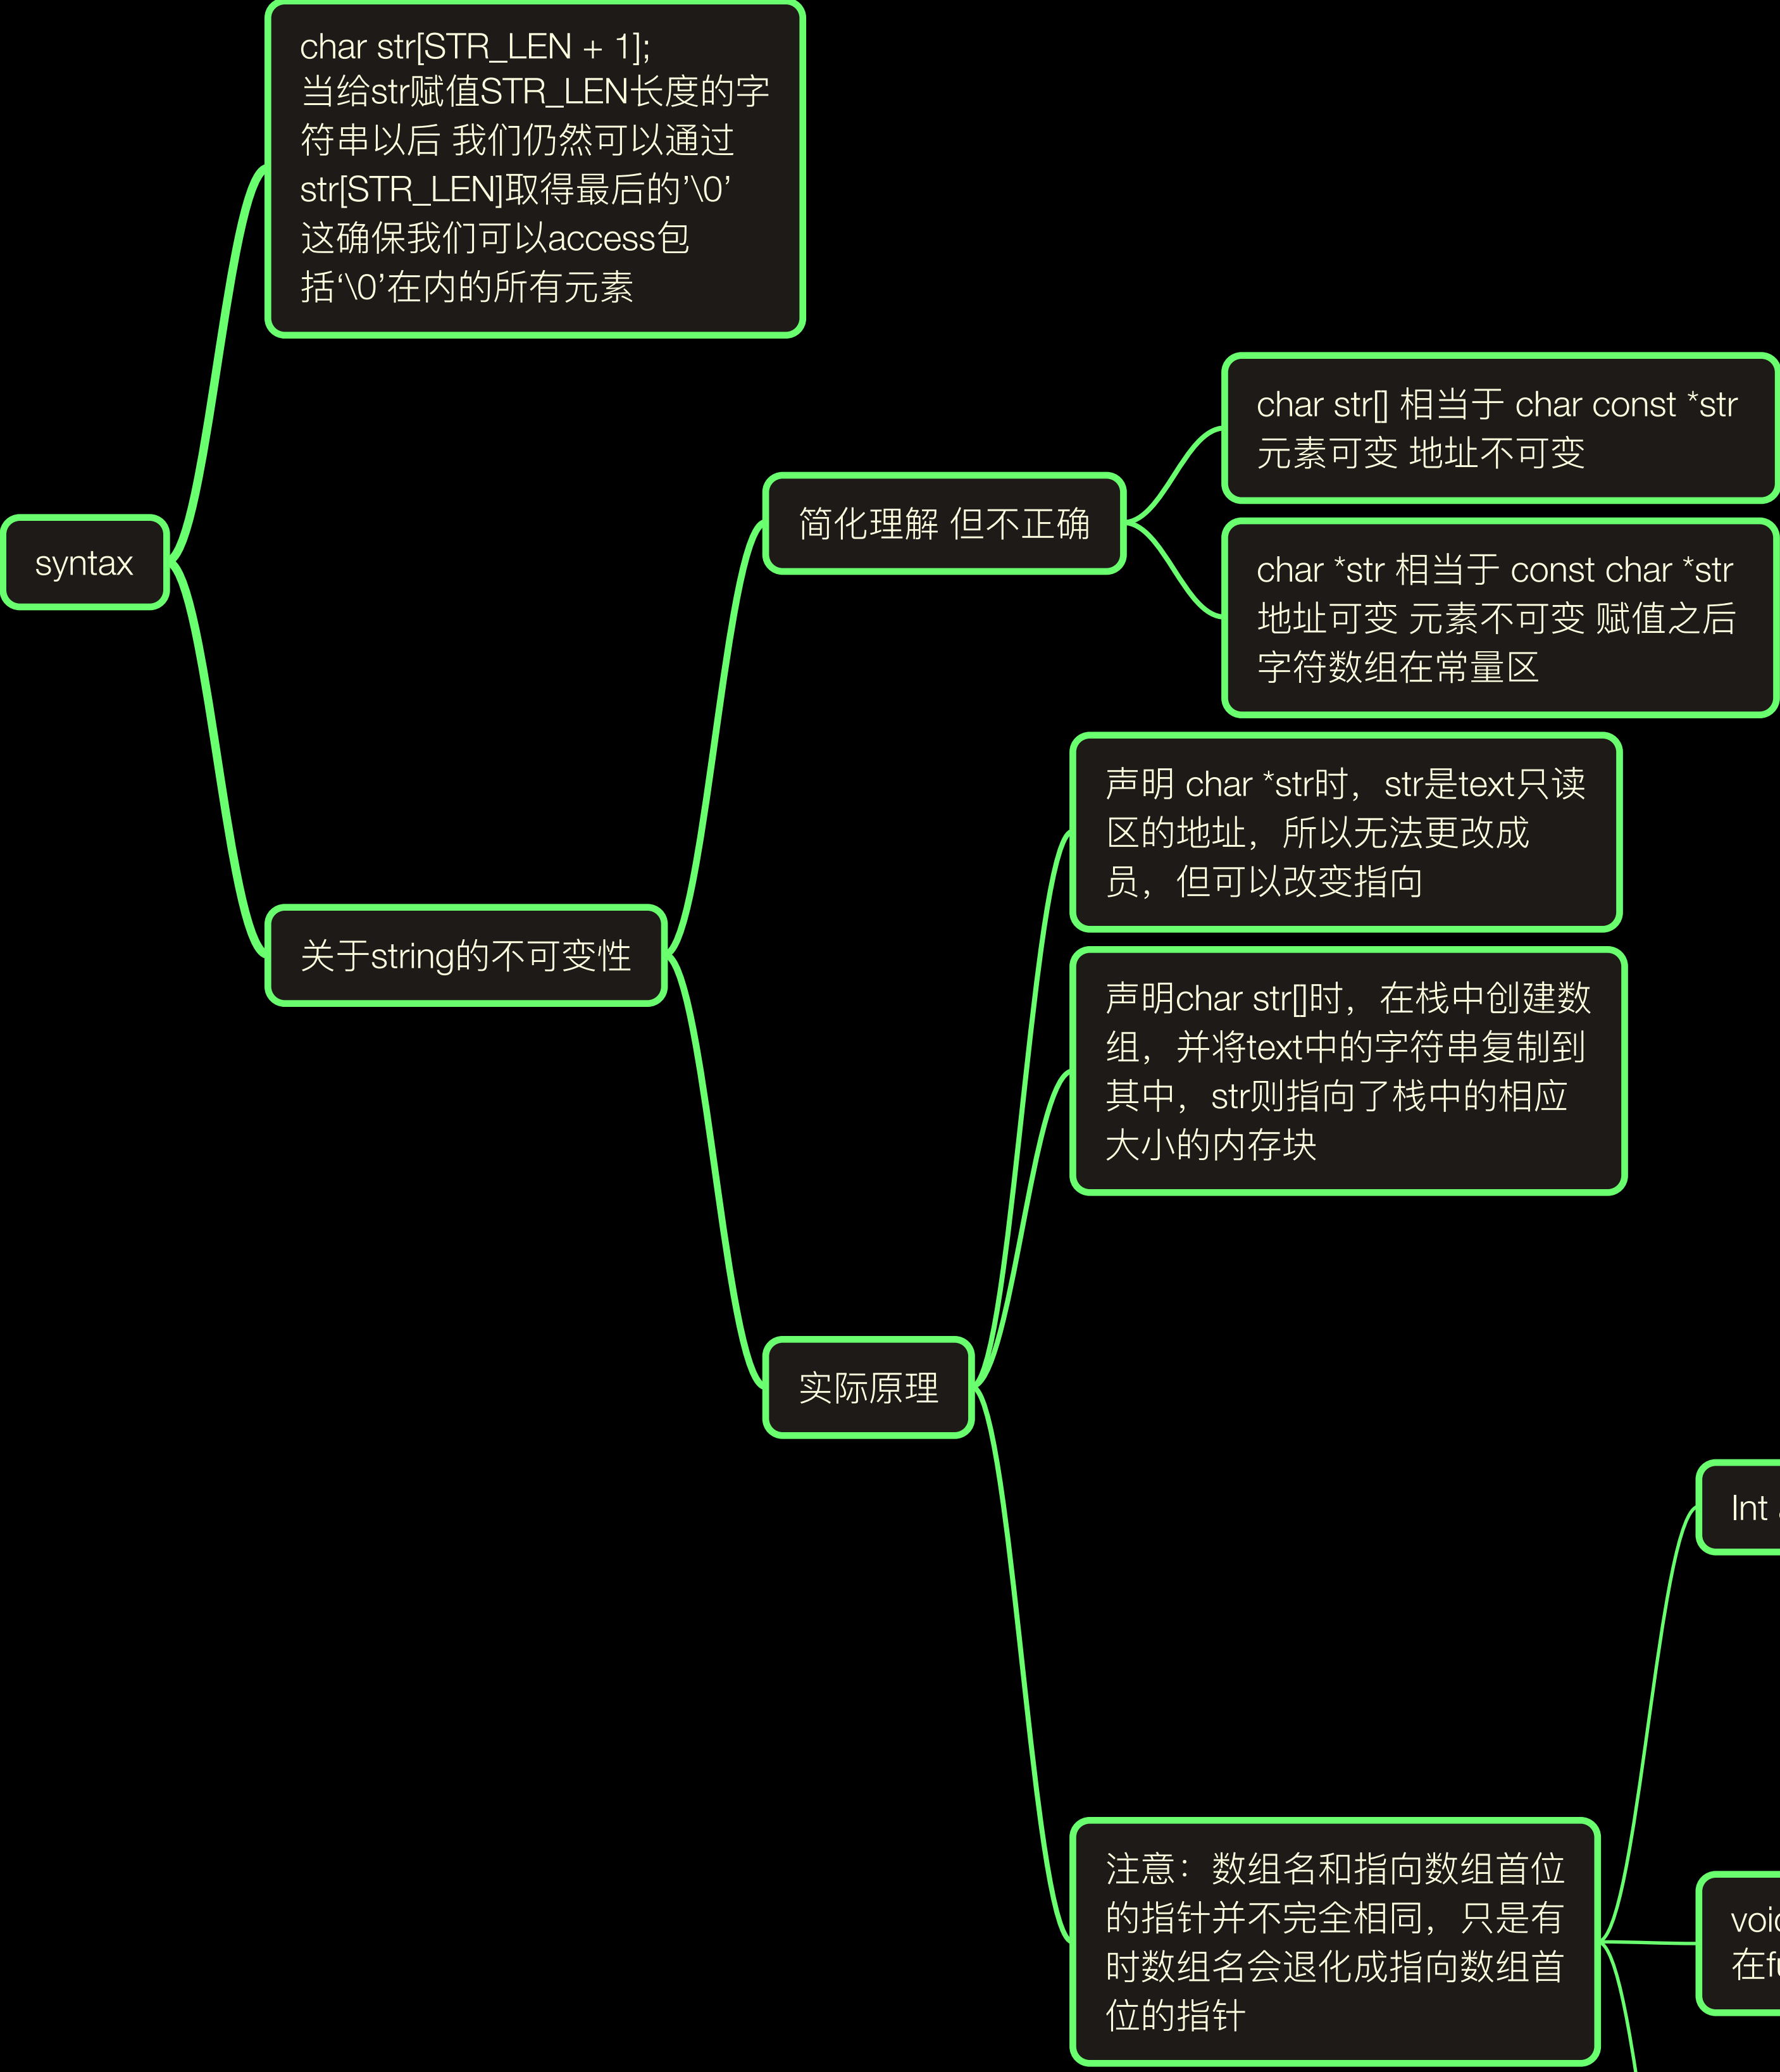 char str[STR_LEN + 1];
当给str赋值STR_LEN长度的字
符串以后 我们仍然可以通过
str[STR_LEN]取得最后的’\0’
这确保我们可以access包
括‘\0’在内的所有元素
syntax
关于string的不可变性
简化理解 但不正确
char str[] 相当于 char const *str
元素可变 地址不可变
char *str 相当于 const char *str
地址可变 元素不可变 赋值之后
字符数组在常量区
实际原理
声明 char *str时，str是text只读
区的地址，所以无法更改成
员，但可以改变指向
声明char str[]时，在栈中创建数
组，并将text中的字符串复制到
其中，str则指向了栈中的相应
大小的内存块
注意：数组名和指向数组首位
的指针并不完全相同，只是有
时数组名会退化成指向数组首
位的指针
Int
在